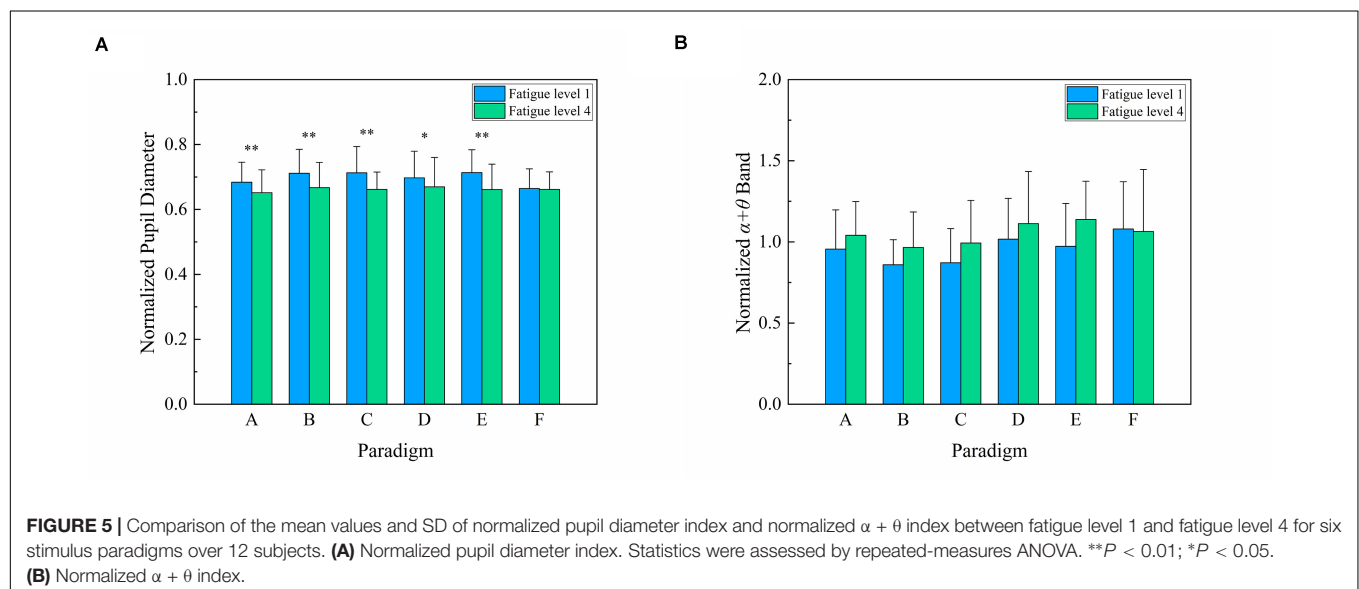 A
Normalized Pupil Diameter
1.0
0.8
0.6
0.4
0.2
0.0
Fatigue level 1
Fatigue level 4
**
**
**
*
**
A B C D E F
Paradigm
B
Normalized α+θ Band
2.0
1.5
1.0
0.5
0.0
Fatigue level 1
Fatigue level 4
A B C D E F
Paradigm
FIGURE 5 | Comparison of the mean values and SD of normalized pupil diameter index and normalized α + θ index between fatigue level 1 and fatigue level 4 for six
stimulus paradigms over 12 subjects. (A) Normalized pupil diameter index. Statistics were assessed by repeated-measures ANOVA. **P < 0.01; *P < 0.05.
(B) Normalized α + θ index.